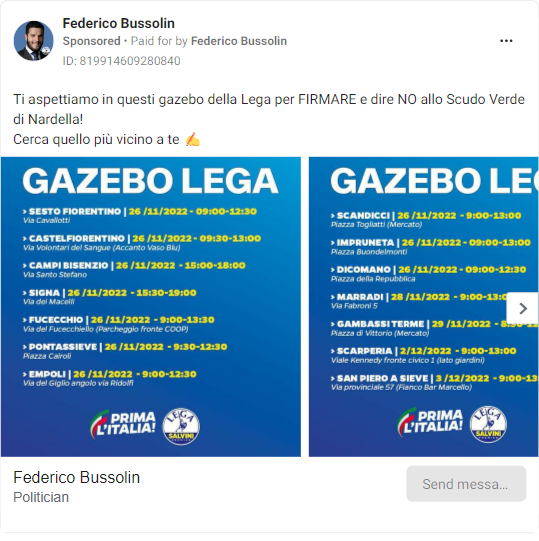 Federico Bussolin
Sponsored • Paid for by Federico Bussolin
ID: 819914609280840
Ti aspettiamo in questi gazebo della Lega per FIRMARE e dire NO allo Scudo Verde
di Nardella!
Cerca quello più vicino a te ✍️
GAZEBO LEGA
> SESTO FIORENTINO | 26 /11/2022 - 09:00-12:30
Via Cavallotti
> CASTELFIORENTINO | 26 /11/2022 - 09:30-13:00
Via Volontari del Sangue (Accanto Vaso Blu)
> CAMPI BISENZIO | 26 /11/2022 - 15:00-18:00
Via Santo Stefano
> SIGNA | 26 /11/2022 - 15:30-19:00
Via dei Macelli
> FUCECCHIO | 26 /11/2022 - 9:00-13:30
Via del Fucecchiello (Parcheggio fronte COOP)
> PONTASSIEVE | 26 /11/2022 - 9:30-12:30
Piazza Cairoli
> EMPOLI | 26 /11/2022 - 9:00-12:30
Via del Giglio angolo via Ridolfi
PRIMA
L'ITALIA!
LEGA
SALVINI
GAZEBO LE
> SCANDICCI | 26 /11/2022 - 9:00-13:00
Piazza Togliatti (Mercato)
> IMPRUNETA | 26 /11/2022 - 09:00-13:00
Piazza Buondelmonti
> DICOMANO | 26 /11/2022 - 09:00-12:30
Piazza della Repubblica
> MARRADI | 28 /11/2022 - 9:00-13:
Via Fabroni 5
> GAMBASSI TERME | 29 /11/2022 - 8:30-12
Piazza di Vittorio (Mercato)
> SCARPERIA | 2/12/2022 - 9:00-13:00
Viale Kennedy fronte civico 1 (lato giardini)
> SAN PIERO A SIEVE | 3 /12/2022 - 9:00-13
Via provinciale 57 (Fianco Bar Marcello)
PRIMA
L'ITALIA!
LEGA
SALVINI
Federico Bussolin
Politician
Send messa...